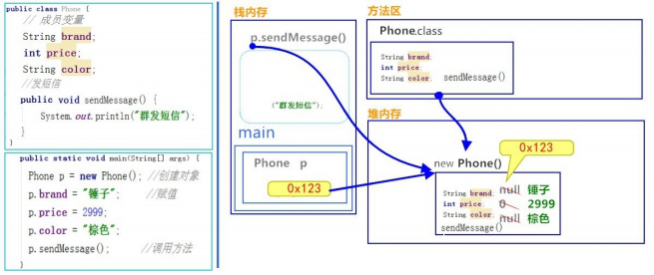 public class Phone {
// 成员变量
String brand;
int price;
String color;
//发短信
public void sendMessage() {
System.out.println("群发短信");
}
}
public static void main(String[] args) {
Phone p = new Phone(); //创建对象
p.brand = "锤子"; //赋值
p.price = 2999;
p.color = "棕色";
p.sendMessage(); //调用方法
}
栈内存
p.sendMessage()
("群发短信");
main
Phone p
0x123
方法区
Phone.class
String brand;
int price;
String color;
sendMessage()
堆内存
0x123
new Phone()
String brand null 锤子
int price; 0 2999
String color; null 棕色
sendMessage()